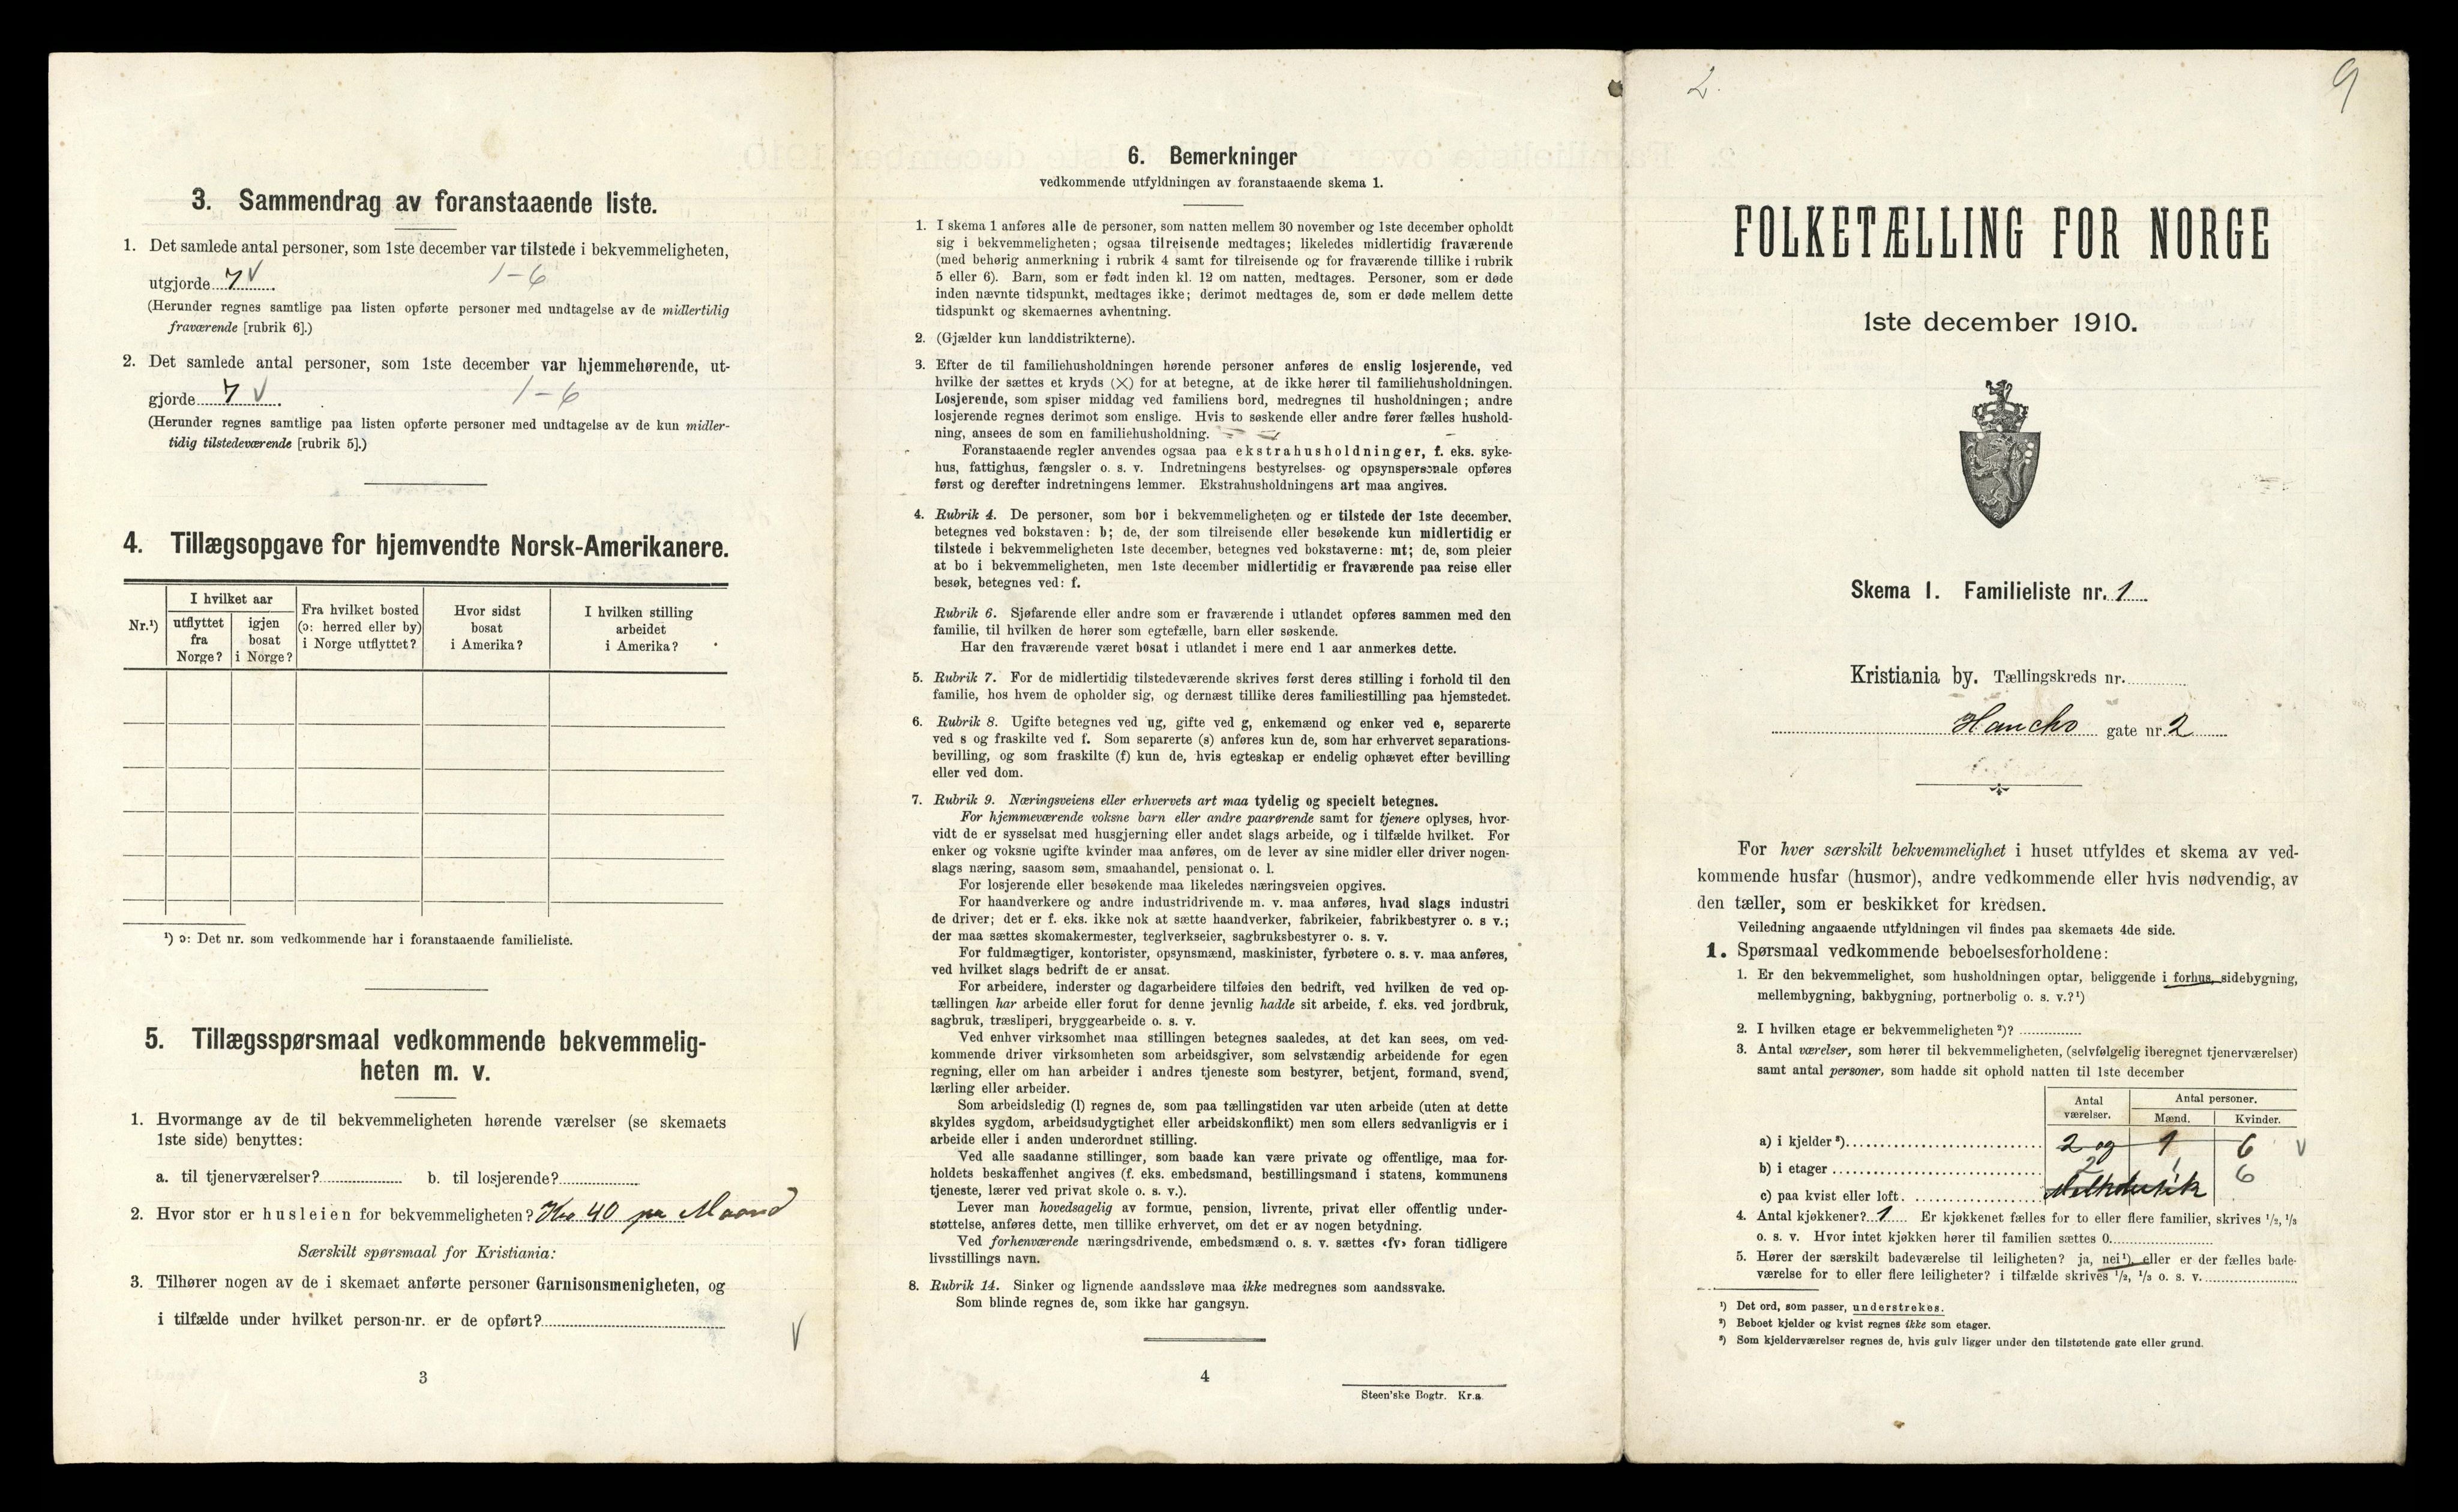 3. Sammendrag av foranstaaende liste.
1. Det samlede antal personer, som 1ste december var tilstede i bekvemmeligheten,
utgjorde 7 V 1-6
(Herunder regnes samtlige paa listen opførte personer med undtagelse av de midlertidig
fraværende [rubrik 6].)
2. Det samlede antal personer, som 1ste december var hjemmehørende, ut-
gjorde 7 V 1-6
(Herunder regnes samtlige paa listen opførte personer med undtagelse av de kun midler-
tidig tilstedeværende [rubrik 5].)
4. Tillægsopgave for hjemvendte Norsk-Amerikanere.
Nr.¹)
I hvilket aar
utflyttet
fra
Norge?
igjen
bosat
i Norge?
Fra hvilket bosted
(ɔ: herred eller by)
i Norge utflyttet?
Hvor sidst
bosat
i Amerika?
I hvilken stilling
arbeidet
i Amerika?
¹) ɔ: Det nr. som vedkommende har i foranstaaende familieliste.
5. Tillægsspørsmaal vedkommende bekvemmelig-
heten m. v.
1. Hvormange av de til bekvemmeligheten hørende værelser (se skemaets
1ste side) benyttes:
a. til tjenerværelser? b. til losjerende?
2. Hvor stor er husleien for bekvemmeligheten? Kr 40 pr Maaned
Særskilt spørsmaal for Kristiania:
3. Tilhører nogen av de i skemaet anførte personer Garnisonsmenigheten, og
i tilfælde under hvilket person-nr. er de opført?
V
3
6. Bemerkninger
vedkommende utfyldningen av foranstaaende skema 1.
1. I skema 1 anføres alle de personer, som natten mellem 30 november og 1ste december opholdt
sig i bekvemmeligheten; ogsaa tilreisende medtages; likeledes midlertidig fraværende
(med behørig anmerkning i rubrik 4 samt for tilreisende og for fraværende tillike i rubrik
5 eller 6). Barn, som er født inden kl. 12 om natten, medtages. Personer, som er døde
inden nævnte tidspunkt, medtages ikke; derimot medtages de, som er døde mellem dette
tidspunkt og skemaernes avhentning.
2. (Gjælder kun landdistrikterne).
3. Efter de til familiehusholdningen hørende personer anføres de enslig losjerende, ved
hvilke der sættes et kryds (×) for at betegne, at de ikke hører til familiehusholdningen.
Losjerende, som spiser middag ved familiens bord, medregnes til husholdningen; andre
losjerende regnes derimot som enslige. Hvis to søskende eller andre fører fælles hushold-
ning, ansees de som en familiehusholdning.
Foranstaaende regler anvendes ogsaa paa ekstrahusholdninger, f. eks. syke-
hus, fattighus, fængsler o. s. v. Indretningens bestyrelses- og opsynspersonale opføres
først og derefter indretningens lemmer. Ekstrahusholdningens art maa angives.
4. Rubrik 4. De personer, som bor i bekvemmeligheten og er tilstede der 1ste december,
betegnes ved bokstaven: b; de, der som tilreisende eller besøkende kun midlertidig er
tilstede i bekvemmeligheten 1ste december, betegnes ved bokstaverne: mt; de, som pleier
at bo i bekvemmeligheten, men 1ste december midlertidig er fraværende paa reise eller
besøk, betegnes ved: f.
Rubrik 6. Sjøfarende eller andre som er fraværende i utlandet opføres sammen med den
familie, til hvilken de hører som egtefælle, barn eller søskende.
Har den fraværende været bosat i utlandet i mere end 1 aar anmerkes dette.
5. Rubrik 7. For de midlertidig tilstedeværende skrives først deres stilling i forhold til den
familie, hos hvem de opholder sig, og dernæst tillike deres familiestilling paa hjemstedet.
6. Rubrik 8. Ugifte betegnes ved ug, gifte ved g, enkemænd og enker ved e, separerte
ved s og fraskilte ved f. Som separerte (s) anføres kun de, som har erhvervet separations-
bevilling, og som fraskilte (f) kun de, hvis egteskap er endelig ophævet efter bevilling
eller ved dom.
7. Rubrik 9. Næringsveiens eller erhvervets art maa tydelig og specielt betegnes.
For hjemmeværende voksne barn eller andre paarørende samt for tjenere oplyses, hvor-
vidt de er sysselsat med husgjerning eller andet slags arbeide, og i tilfælde hvilket. For
enker og voksne ugifte kvinder maa anføres, om de lever av sine midler eller driver nogen-
slags næring, saasom søm, smaahandel, pensionat o. l.
For losjerende eller besøkende maa likeledes næringsveien opgives.
For haandverkere og andre industridrivende m. v. maa anføres, hvad slags industri
de driver; det er f. eks. ikke nok at sætte haandverker, fabrikeier, fabrikbestyrer o. s v.;
der maa sættes skomakermester, teglverkseier, sagbruksbestyrer o. s. v.
For fuldmægtiger, kontorister, opsynsmænd, maskinister, fyrbøtere o. s. v. maa anføres,
ved hvilket slags bedrift de er ansat.
For arbeidere, inderster og dagarbeidere tilføies den bedrift, ved hvilken de ved op-
tællingen har arbeide eller forut for denne jevnlig hadde sit arbeide, f. eks. ved jordbruk,
sagbruk, træsliperi, bryggearbeide o. s. v.
Ved enhver virksomhet maa stillingen betegnes saaledes, at det kan sees, om ved-
kommende driver virksomheten som arbeidsgiver, som selvstændig arbeidende for egen
regning, eller om han arbeider i andres tjeneste som bestyrer, betjent, formand, svend,
lærling eller arbeider.
Som arbeidsledig (l) regnes de, som paa tællingstiden var uten arbeide (uten at dette
skyldes sygdom, arbeidsudygtighet eller arbeidskonflikt) men som ellers sedvanligvis er i
arbeide eller i anden underordnet stilling.
Ved alle saadanne stillinger, som baade kan være private og offentlige, maa for-
holdets beskaffenhet angives (f. eks. embedsmand, bestillingsmand i statens, kommunens
tjeneste, lærer ved privat skole o. s. v.).
Lever man hovedsagelig av formue, pension, livrente, privat eller offentlig under-
støttelse, anføres dette, men tillike erhvervet, om det er av nogen betydning.
Ved forhenværende næringsdrivende, embedsmænd o. s. v. sættes «fv» foran tidligere
livsstillings navn.
8. Rubrik 14. Sinker og lignende aandssløve maa ikke medregnes som aandssvake.
Som blinde regnes de, som ikke har gangsyn.
4
Steen'ske Bogtr. Kr.a.
2.
9
FOLKETÆLLING FOR NORGE
1ste december 1910.
Skema I. Familieliste nr. 1
Kristiania by. Tællingskreds nr.
Hancho gate nr. 2
For hver særskilt bekvemmelighet i huset utfyldes et skema av ved-
kommende husfar (husmor), andre vedkommende eller hvis nødvendig, av
den tæller, som er beskikket for kredsen.
Veiledning angaaende utfyldningen vil findes paa skemaets 4de side.
1. Spørsmaal vedkommende beboelsesforholdene:
1. Er den bekvemmelighet, som husholdningen optar, beliggende i forhus, sidebygning,
mellembygning, bakbygning, portnerbolig o. s. v.?¹)
2. I hvilken etage er bekvemmeligheten²)?
3. Antal værelser, som hører til bekvemmeligheten, (selvfølgelig iberegnet tjenerværelser)
samt antal personer, som hadde sit ophold natten til 1ste december
Antal
værelser.
Antal personer.
Mænd. Kvinder.
a) i kjelder³) 2 og 1 6 V
b) i etager 2 1 6
c) paa kvist eller loft.
4. Antal kjøkkener? 1 Er kjøkkenet fælles for to eller flere familier, skrives 1/2, 1/3
o. s. v. Hvor intet kjøkken hører til familien sættes 0.
5. Hører der særskilt badeværelse til leiligheten? ja, nei¹), eller er der fælles bade-
værelse for to eller flere leiligheter? i tilfælde skrives 1/2, 1/3 o. s. v.
¹) Det ord, som passer, understrekes.
²) Beboet kjelder og kvist regnes ikke som etager.
³) Som kjelderværelser regnes de, hvis gulv ligger under den tilstøtende gate eller grund.